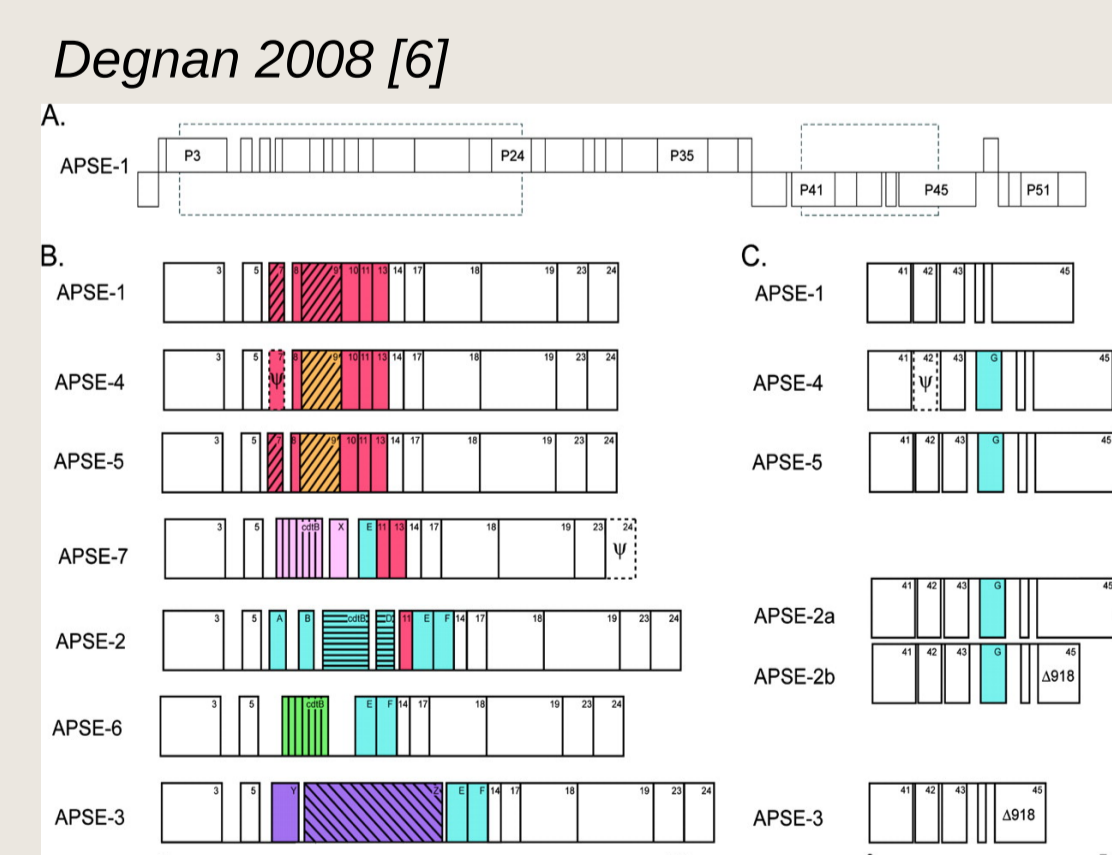 Degnan 2008 [6]
A.
APSE-1 P3 P24 P35 P41 P45 P51
B.
APSE-1 3 5 7 8 9 10 11 13 14 17 18 19 23 24
APSE-4 3 5 7 ψ 8 9 10 11 13 14 17 18 19 23 24
APSE-5 3 5 7 8 9 10 11 13 14 17 18 19 23 24
APSE-7 3 5 cdtB X E 11 13 14 17 18 19 23 24 ψ
APSE-2 3 5 A B cdtB D 11 E F 14 17 18 19 23 24
APSE-6 3 5 cdtB E F 14 17 18 19 23 24
APSE-3 3 5 Y Z E F 14 17 18 19 23 24
C.
APSE-1 41 42 43 45
APSE-4 41 42 ψ 43 G 45
APSE-5 41 42 43 G 45
APSE-2a 41 42 43 G 45
APSE-2b 41 42 43 G 45 Δ918
APSE-3 41 42 43 45 Δ918